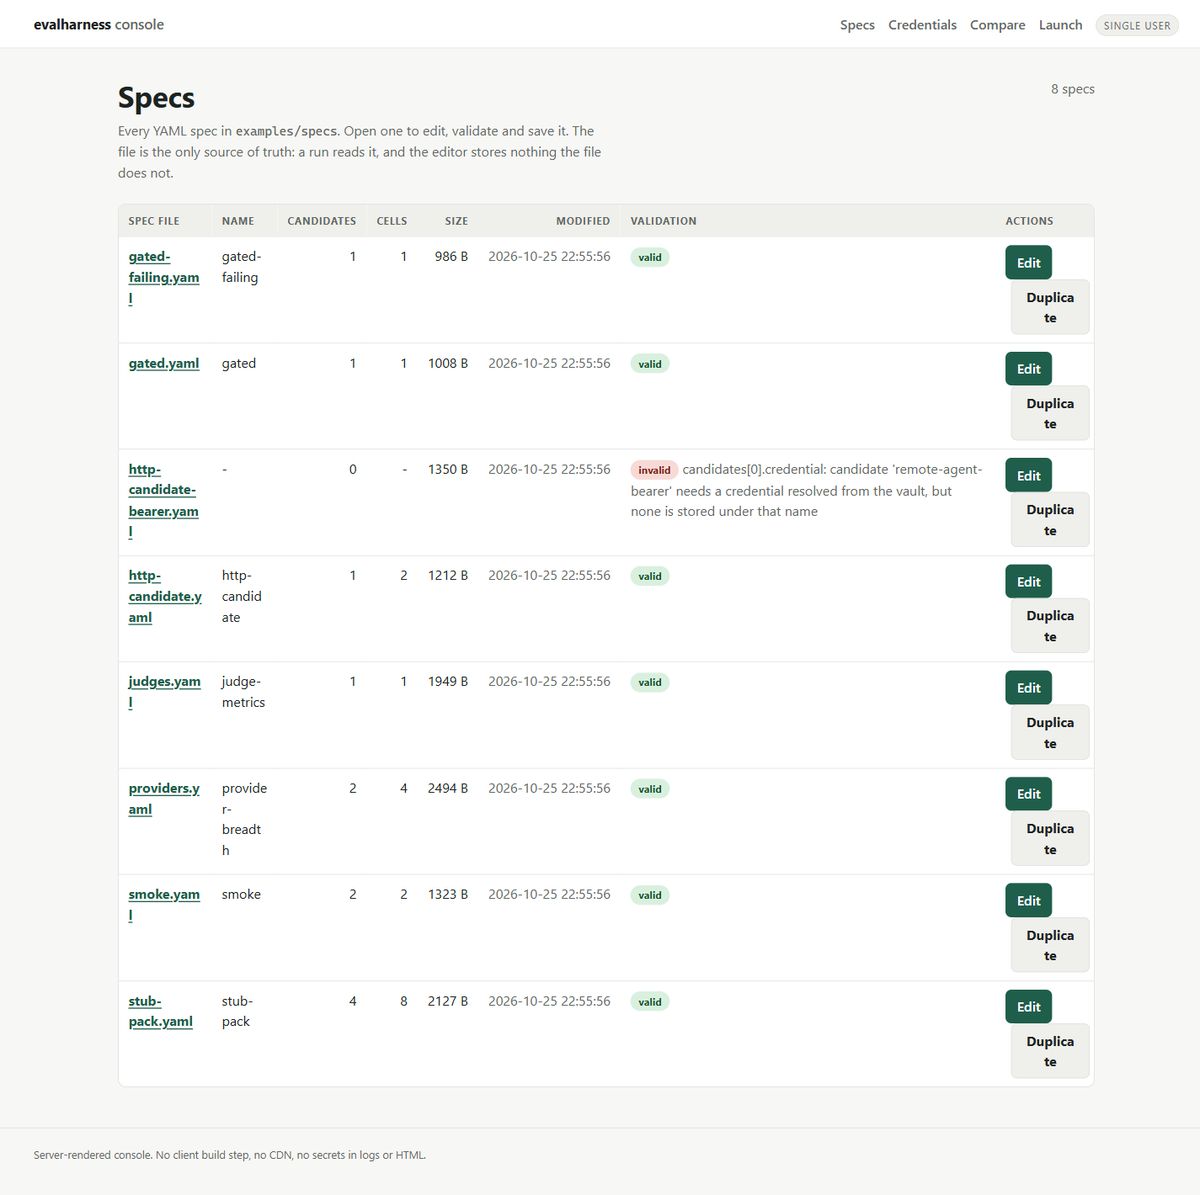 evalharness console
Specs Credentials Compare Launch SINGLE USER
Specs
8 specs
Every YAML spec in examples/specs. Open one to edit, validate and save it. The
file is the only source of truth: a run reads it, and the editor stores nothing the file
does not.
SPEC FILE NAME CANDIDATES CELLS SIZE MODIFIED VALIDATION ACTIONS
gated- gated- 1 1 986 B 2026-10-25 22:55:56 valid Edit
failing.yam failing
l
Duplica
te
gated.yaml gated 1 1 1008 B 2026-10-25 22:55:56 valid Edit
Duplica
te
http- - 0 - 1350 B 2026-10-25 22:55:56 invalid candidates[0].credential: candidate 'remote-agent- Edit
candidate- bearer' needs a credential resolved from the vault, but
bearer.yam none is stored under that name
l
Duplica
te
http- http- 1 2 1212 B 2026-10-25 22:55:56 valid Edit
candidate.y candid
aml ate
Duplica
te
judges.yam judge- 1 1 1949 B 2026-10-25 22:55:56 valid Edit
l metrics
Duplica
te
providers.y provide 2 4 2494 B 2026-10-25 22:55:56 valid Edit
aml r-
breadt
h
Duplica
te
smoke.yam smoke 2 2 1323 B 2026-10-25 22:55:56 valid Edit
l
Duplica
te
stub- stub- 4 8 2127 B 2026-10-25 22:55:56 valid Edit
pack.yaml pack
Duplica
te
Server-rendered console. No client build step, no CDN, no secrets in logs or HTML.